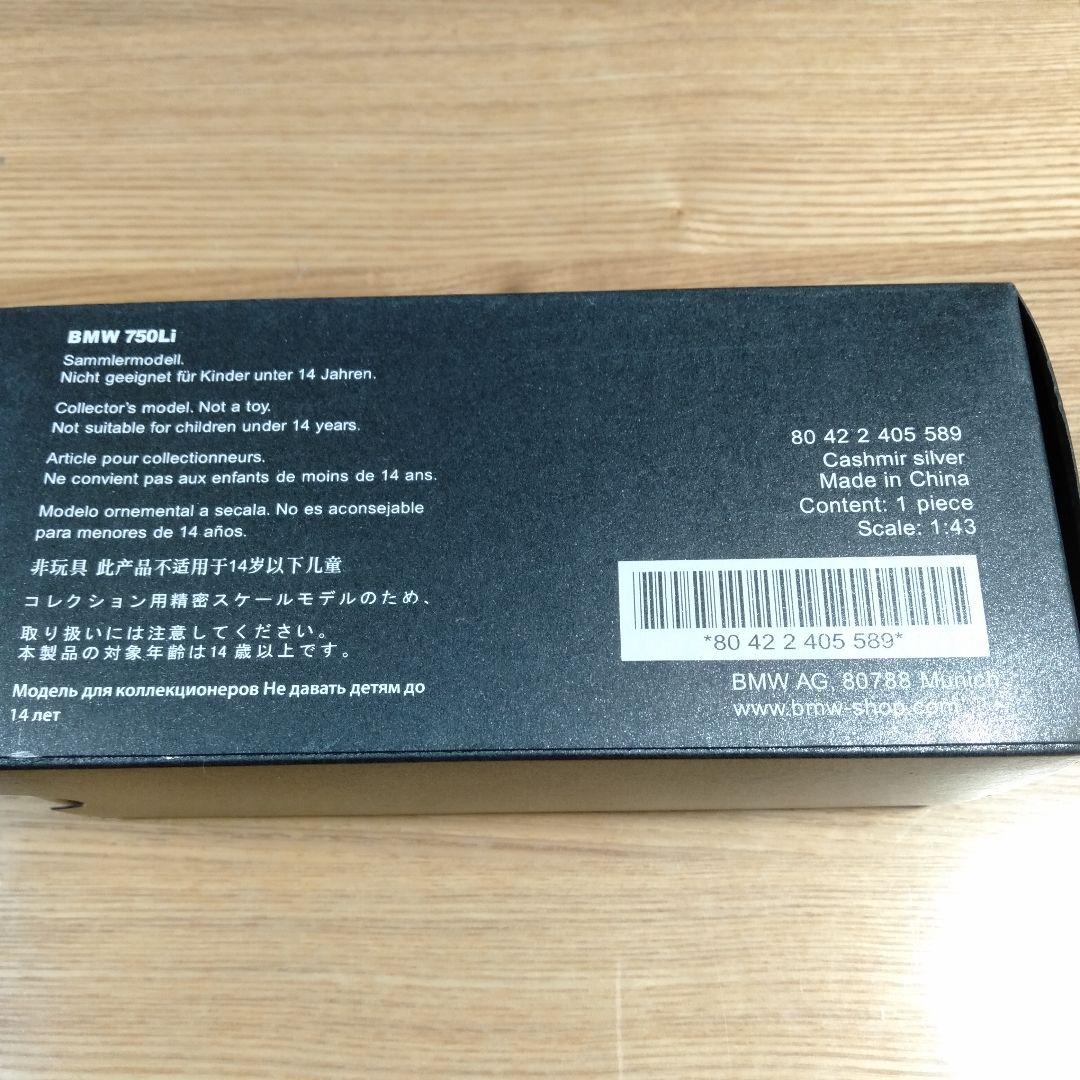 BMW 750Li
Sammlermodell.
Nicht geeignet für Kinder unter 14 Jahren.
Collector's model. Not a toy.
Not suitable for children under 14 years.
Article pour collectionneurs.
Ne convient pas aux enfants de moins de 14 ans.
Modelo ornemental a secala. No es aconsejable
para menores de 14 años.
非玩具 此产品不适用于14岁以下儿童
コレクション用精密スケールモデルのため、
取り扱いには注意してください。
本製品の対象年齢は14歳以上です。
Модель для коллекционеров Не давать детям до
14 лет
80 42 2 405 589
Cashmir silver
Made in China
Content: 1 piece
Scale: 1:43
*80 42 2 405 589*
BMW AG, 80788 Munich
www.bmw-shop.com